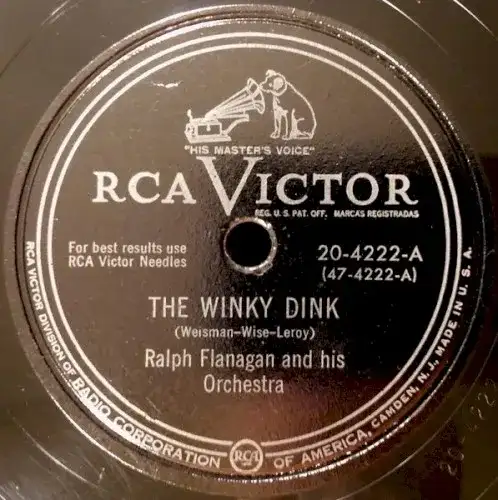 "HIS MASTER'S VOICE"
RCA VICTOR
REG. U. S. PAT. OFF. MARCAS REGISTRADAS
For best results use
RCA Victor Needles
20-4222-A
(47-4222-A)
THE WINKY DINK
(Weisman–Wise–Leroy)
Ralph Flanagan and his
Orchestra
RCA VICTOR DIVISION OF RADIO CORPORATION RCA OF AMERICA, CAMDEN, N. J. MADE IN U. S. A.